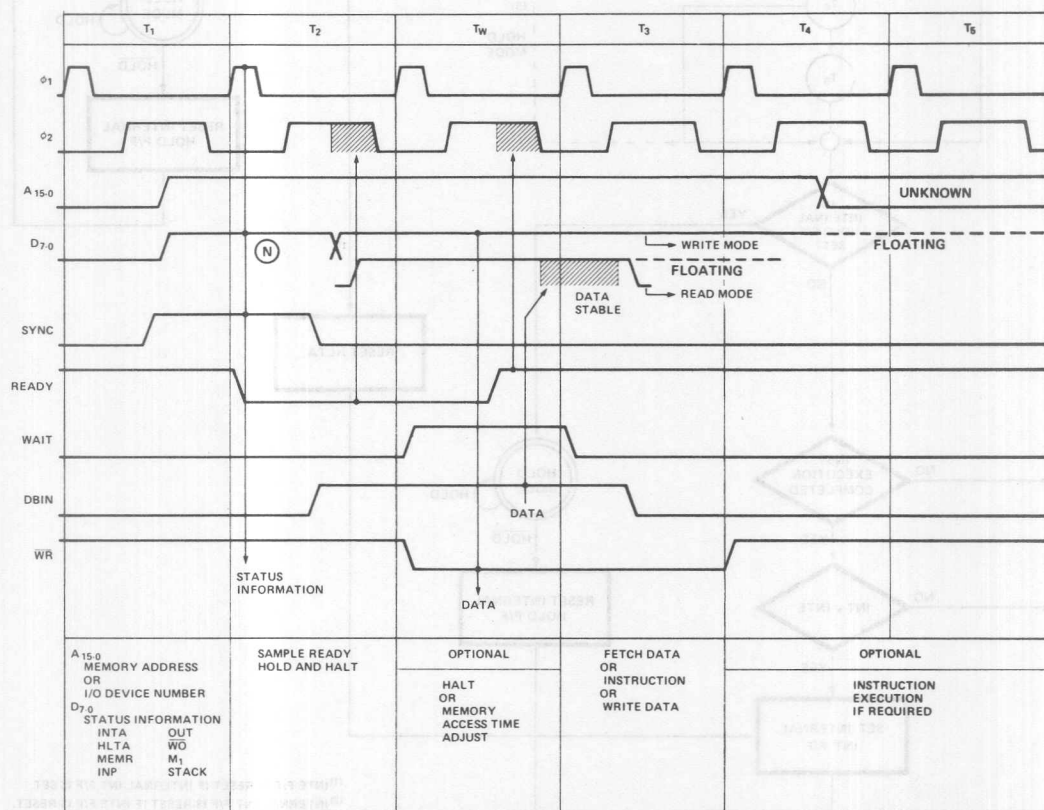 T1 T2 TW T3 T4 T5
φ1
φ2
A15-0
UNKNOWN
D7-0
N
WRITE MODE
FLOATING
FLOATING
READ MODE
DATA
STABLE
SYNC
READY
WAIT
DBIN
DATA
WR
STATUS
INFORMATION
DATA
A15-0
MEMORY ADDRESS
OR
I/O DEVICE NUMBER
D7-0
STATUS INFORMATION
INTA OUT
HLTA WO
MEMR M1
INP STACK
SAMPLE READY
HOLD AND HALT
OPTIONAL
HALT
OR
MEMORY
ACCESS TIME
ADJUST
FETCH DATA
OR
INSTRUCTION
OR
WRITE DATA
OPTIONAL
INSTRUCTION
EXECUTION
IF REQUIRED